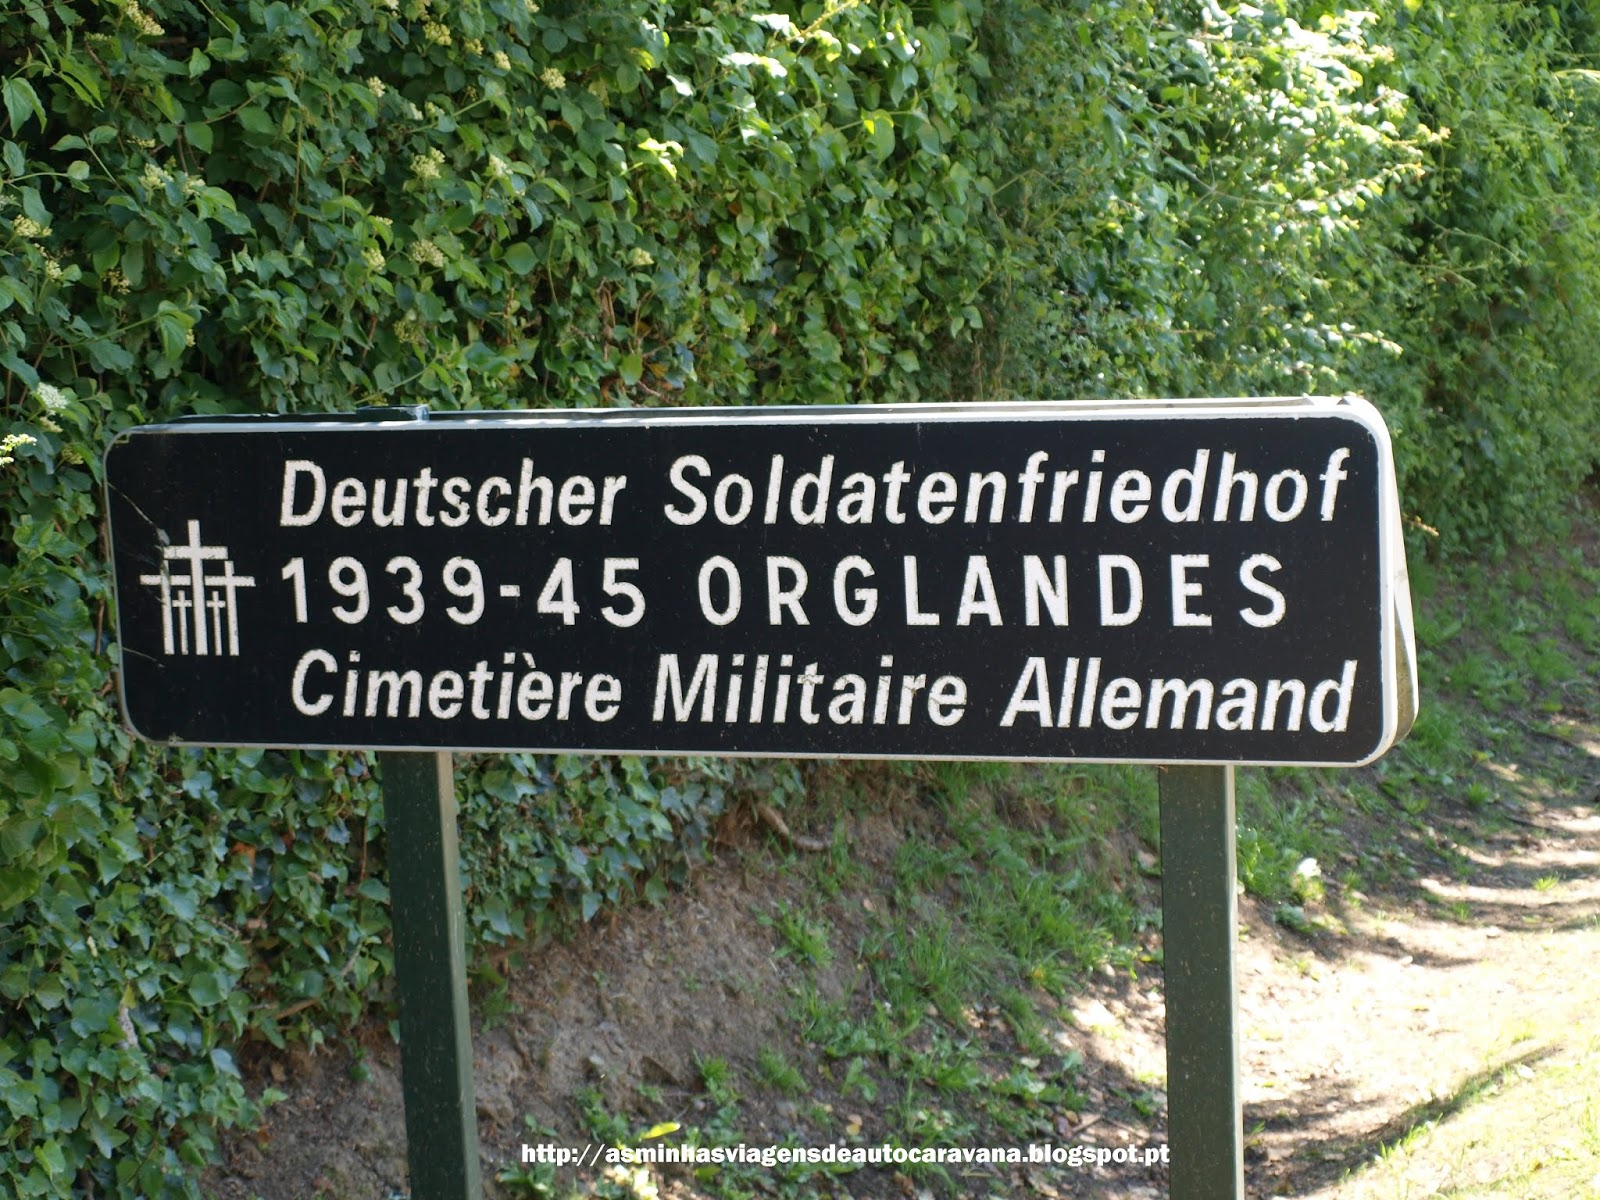 Deutscher Soldatenfriedhof
1939-45 ORGLANDES
Cimetière Militaire Allemand
http://asminhasviagensdeautocaravana.blogspot.pt